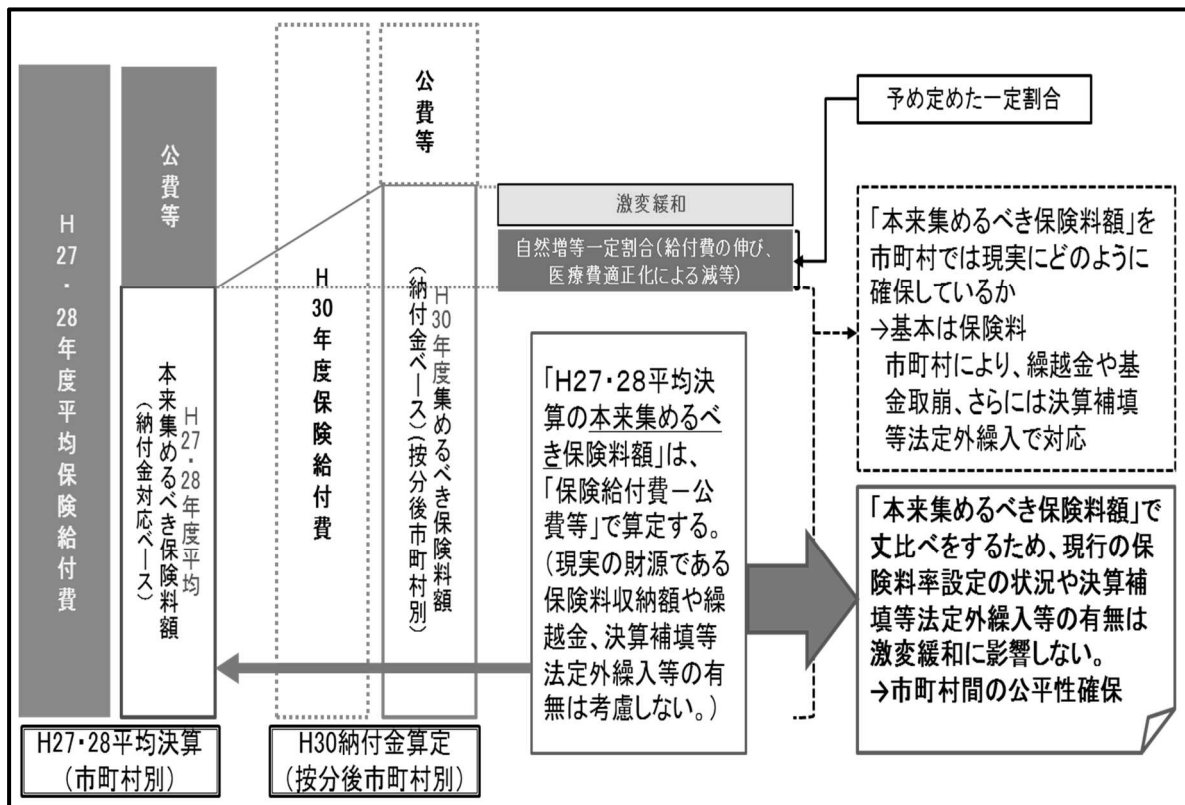 H27・28年度平均保険給付費
公費等
H27・28年度平均
本来集めるべき保険料額
(納付金対応ベース)
H27・28平均決算
(市町村別)
H30年度保険給付費
公費等
H30年度集めるべき保険料額
(納付金ベース)(按分後市町村別)
H30納付金算定
(按分後市町村別)
激変緩和
自然増等一定割合(給付費の伸び、
医療費適正化による減等)
予め定めた一定割合
「H27・28平均決
算の本来集めるべ
き保険料額」は、
「保険給付費－公
費等」で算定する。
(現実の財源である
保険料収納額や繰
越金、決算補填等
法定外繰入等の有
無は考慮しない。)
「本来集めるべき保険料額」を
市町村では現実にどのように
確保しているか
→基本は保険料
市町村により、繰越金や基
金取崩、さらには決算補填
等法定外繰入で対応
「本来集めるべき保険料額」で
丈比べをするため、現行の保
険料率設定の状況や決算補
填等法定外繰入等の有無は
激変緩和に影響しない。
→市町村間の公平性確保